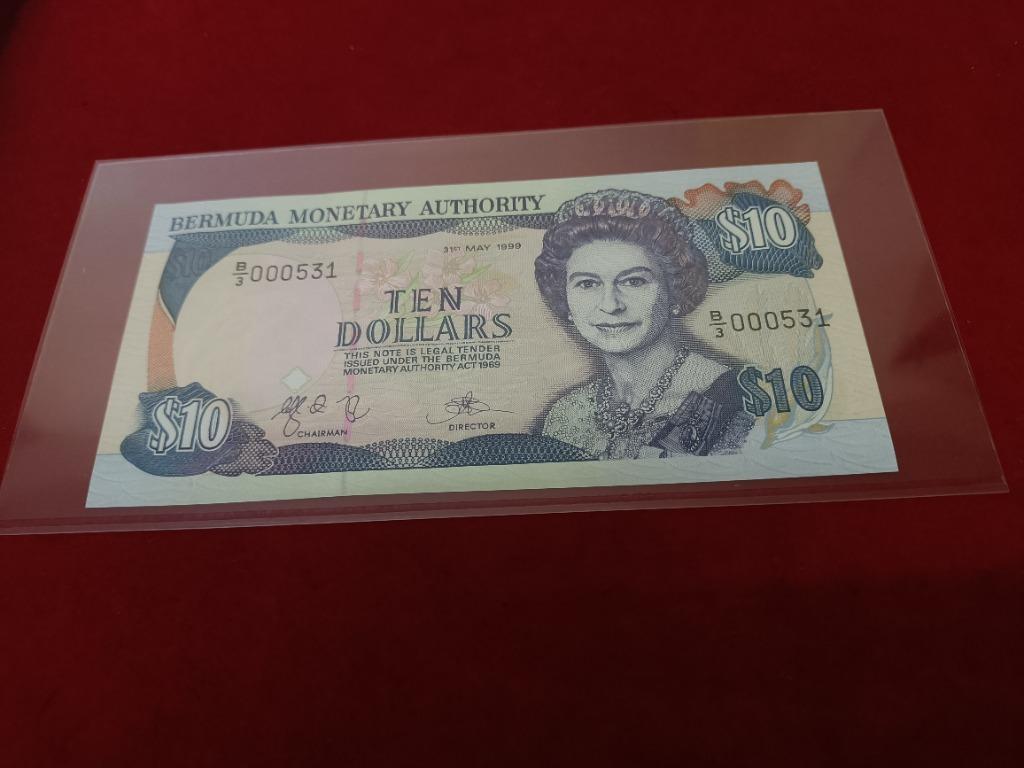 BERMUDA MONETARY AUTHORITY
$10
31ST MAY 1999
$10
B/3 000531
TEN
DOLLARS
B/3 000531
THIS NOTE IS LEGAL TENDER
ISSUED UNDER THE BERMUDA
MONETARY AUTHORITY ACT 1969
$10
$10
CHAIRMAN
DIRECTOR